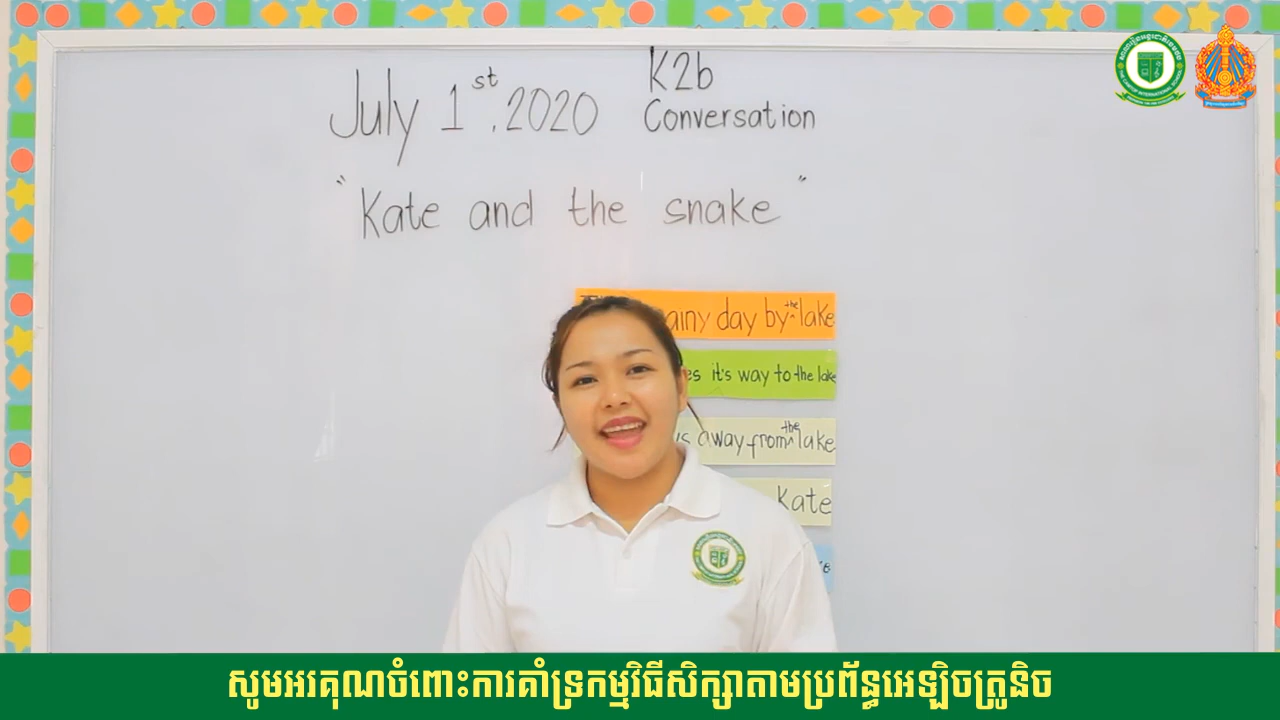 July 1st.2020
K2b
Conversation
"Kate and the snake"
day by the lake
it's way to the lake
away from the lake
Kate
សូមអរគុណចំពោះការគាំទ្រកម្មវិធីសិក្សាតាមប្រព័ន្ធអេឡិចត្រូនិច